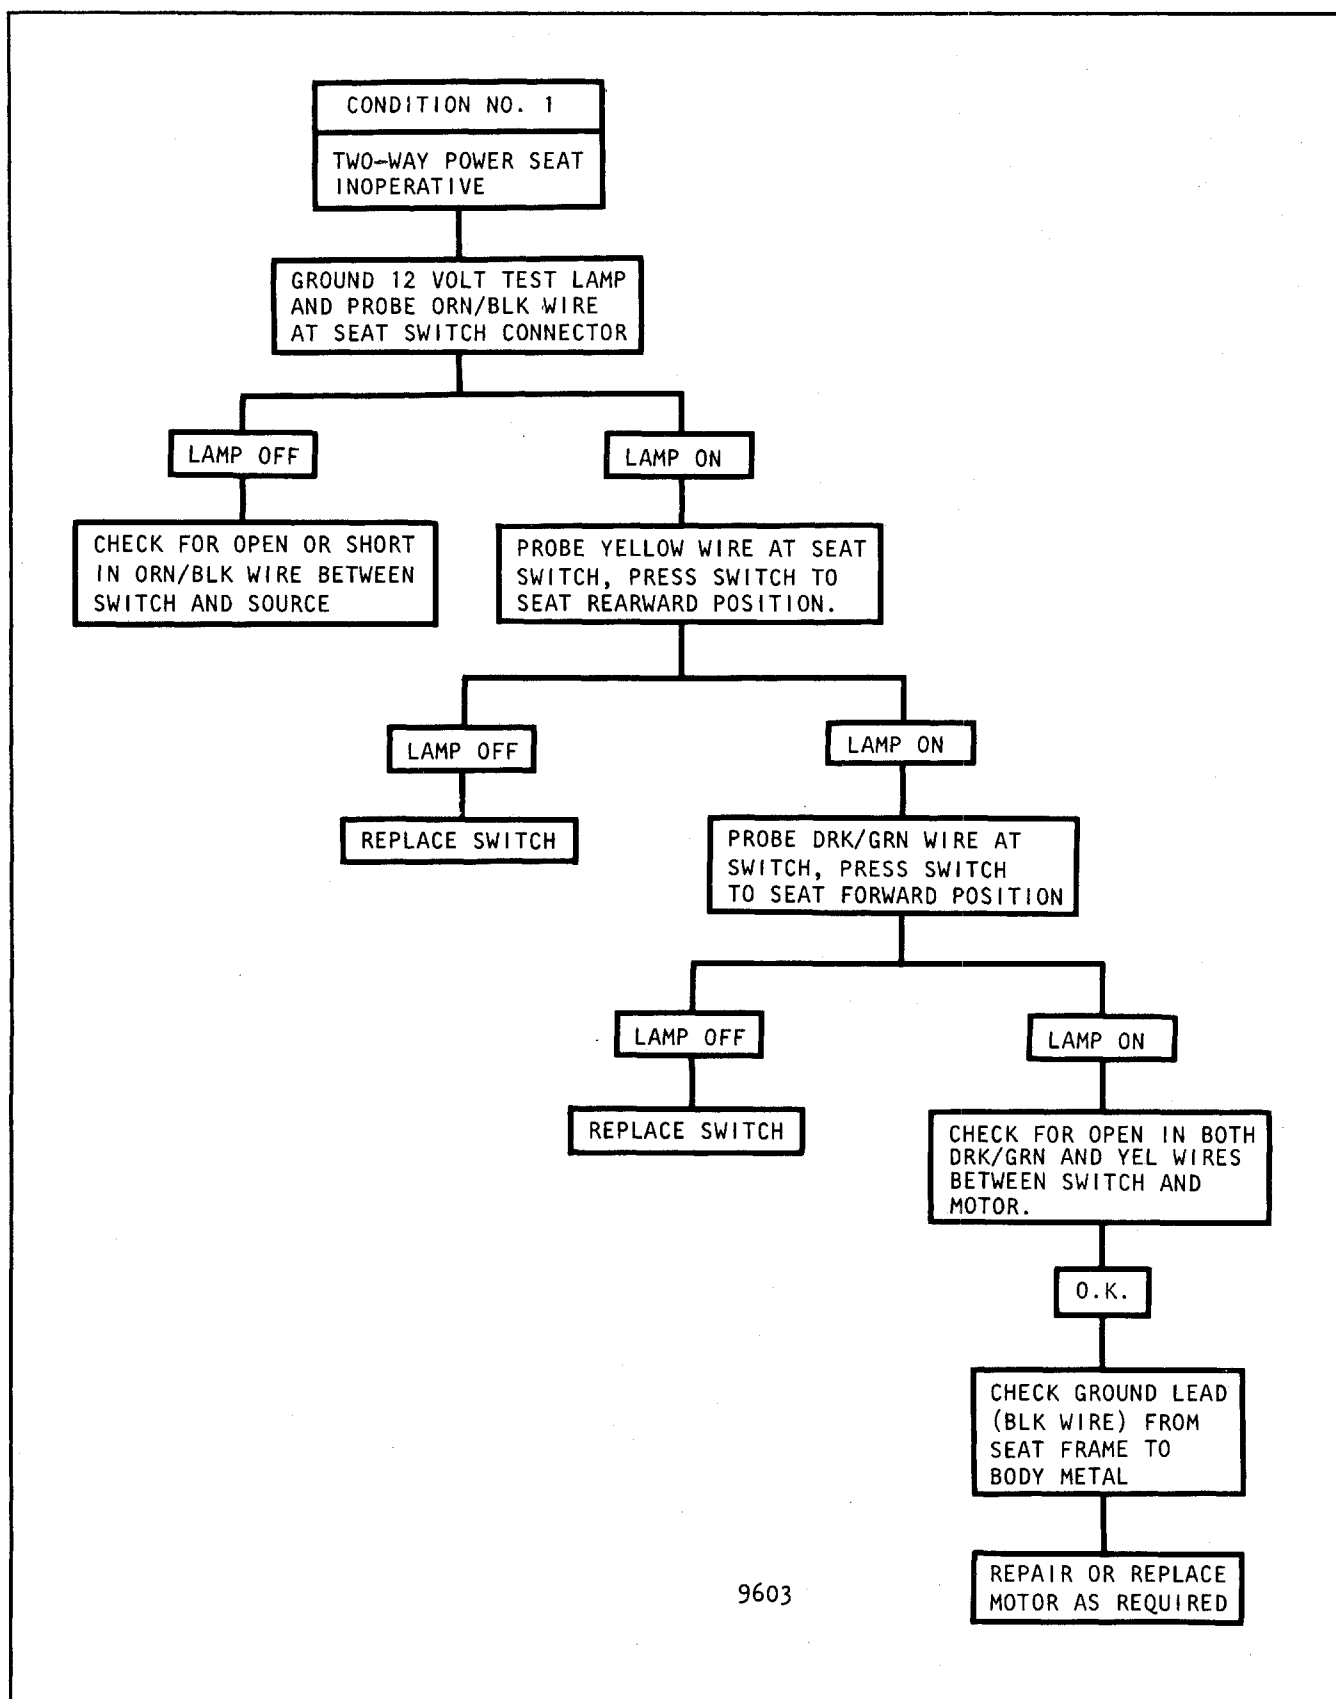 CONDITION NO. 1
TWO-WAY POWER SEAT
INOPERATIVE
GROUND 12 VOLT TEST LAMP
AND PROBE ORN/BLK WIRE
AT SEAT SWITCH CONNECTOR
LAMP OFF
LAMP ON
CHECK FOR OPEN OR SHORT
IN ORN/BLK WIRE BETWEEN
SWITCH AND SOURCE
PROBE YELLOW WIRE AT SEAT
SWITCH, PRESS SWITCH TO
SEAT REARWARD POSITION.
LAMP OFF
LAMP ON
REPLACE SWITCH
PROBE DRK/GRN WIRE AT
SWITCH, PRESS SWITCH
TO SEAT FORWARD POSITION
LAMP OFF
LAMP ON
REPLACE SWITCH
CHECK FOR OPEN IN BOTH
DRK/GRN AND YEL WIRES
BETWEEN SWITCH AND
MOTOR.
O.K.
CHECK GROUND LEAD
(BLK WIRE) FROM
SEAT FRAME TO
BODY METAL
REPAIR OR REPLACE
MOTOR AS REQUIRED
9603